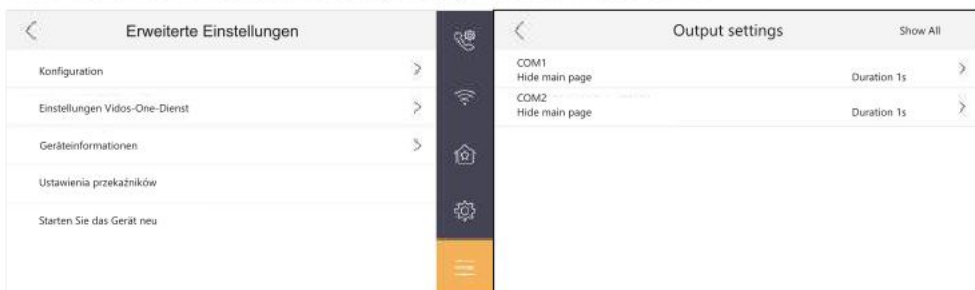 Erweiterte Einstellungen
Konfiguration
Einstellungen Vidos-One-Dienst
Geräteinformationen
Ustawienia przekaźników
Starten Sie das Gerät neu
Output settings
Show All
COM1
Hide main page
Duration 1s
COM2
Hide main page
Duration 1s